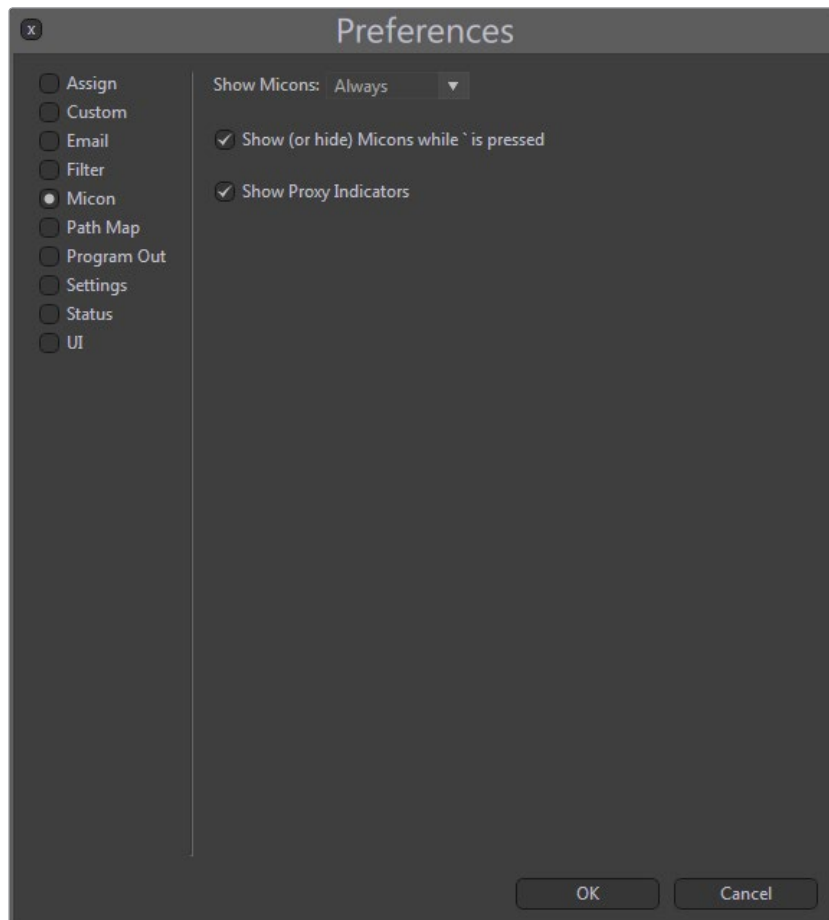 x
Preferences
Assign
Custom
Email
Filter
Micon
Path Map
Program Out
Settings
Status
UI
Show Micons: Always
Show (or hide) Micons while ` is pressed
Show Proxy Indicators
OK
Cancel